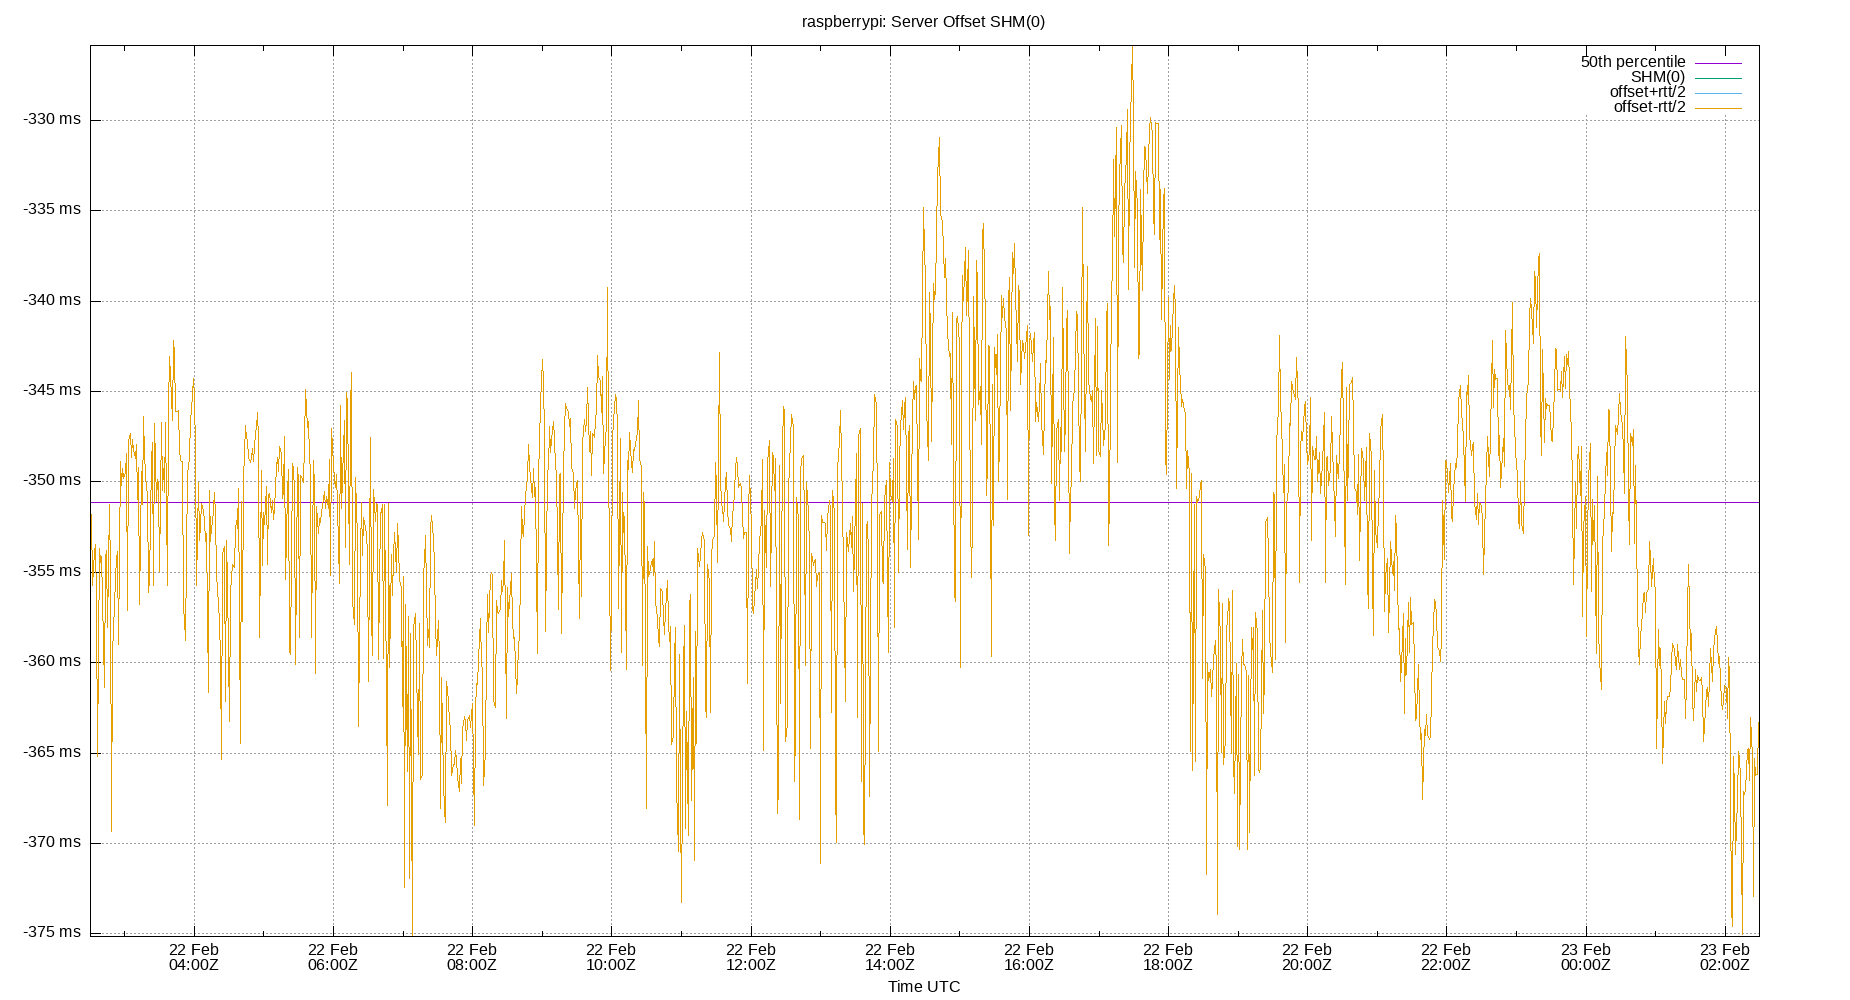 raspberrypi: Server Offset SHM(0)
50th percentile
SHM(0)
offset+rtt/2
offset-rtt/2
-330 ms
-335 ms
-340 ms
-345 ms
-350 ms
-355 ms
-360 ms
-365 ms
-370 ms
-375 ms
22 Feb 22 Feb 22 Feb 22 Feb 22 Feb 22 Feb 22 Feb 22 Feb 22 Feb 22 Feb 23 Feb 23 Feb
04:00Z 06:00Z 08:00Z 10:00Z 12:00Z 14:00Z 16:00Z 18:00Z 20:00Z 22:00Z 00:00Z 02:00Z
Time UTC